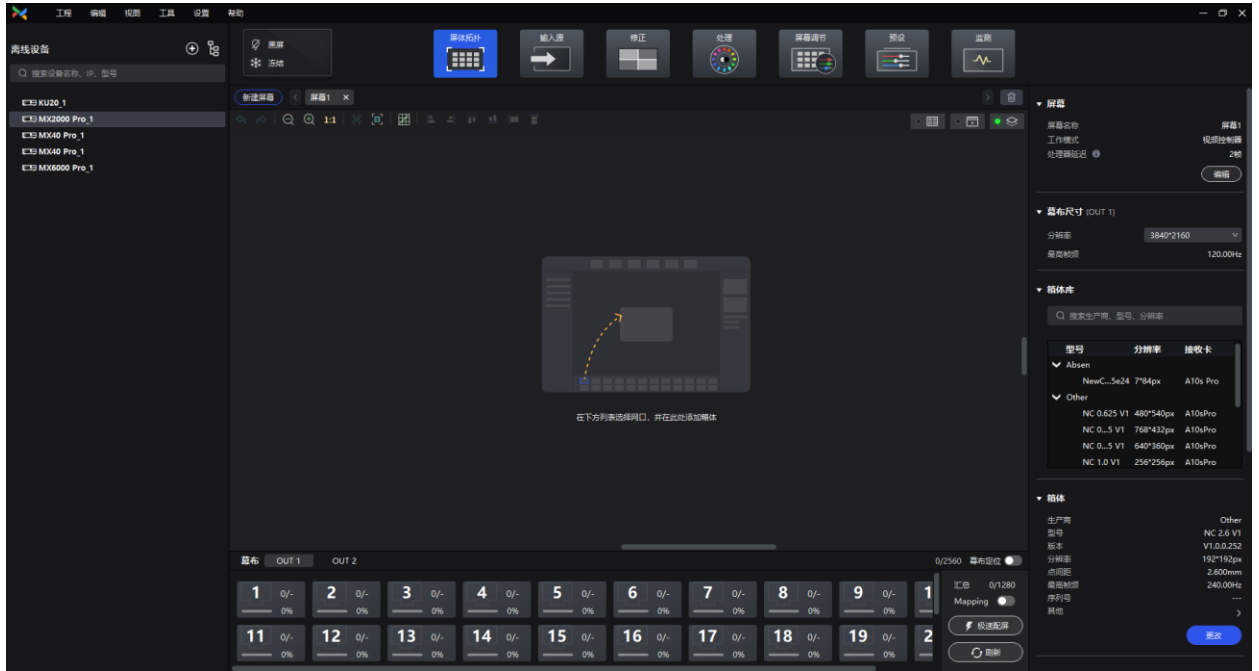 工程 编辑 视图 工具 设置 帮助
离线设备
搜索设备名称、IP、型号
KU20_1
MX2000 Pro_1
MX40 Pro_1
MX40 Pro_1
MX6000 Pro_1
黑屏
冻结
屏体拓扑 输入源 修正 处理 屏幕调节 预设 监测
新建屏幕 屏幕1
1:1
在下方列表选择网口，并在此处添加箱体
幕布 OUT 1 OUT 2 0/2560 幕布定位
1 0/- 2 0/- 3 0/- 4 0/- 5 0/- 6 0/- 7 0/- 8 0/- 9 0/- 1
0% 0% 0% 0% 0% 0% 0% 0% 0%
11 0/- 12 0/- 13 0/- 14 0/- 15 0/- 16 0/- 17 0/- 18 0/- 19 0/- 2
0% 0% 0% 0% 0% 0% 0% 0% 0%
汇总 0/1280
Mapping
极速配屏
刷新
屏幕
屏幕名称 屏幕1
工作模式 视频控制器
处理器延迟 2帧
编辑
幕布尺寸 (OUT 1)
分辨率 3840*2160
最高帧频 120.00Hz
箱体库
搜索生产商、型号、分辨率
型号 分辨率 接收卡
Absen
NewC...5e24 7*84px A10s Pro
Other
NC 0.625 V1 480*540px A10sPro
NC 0...5 V1 768*432px A10sPro
NC 0...5 V1 640*360px A10sPro
NC 1.0 V1 256*256px A10sPro
箱体
生产商 Other
型号 NC 2.6 V1
版本 V1.0.0.252
分辨率 192*192px
点间距 2.600mm
最高帧频 240.00Hz
序列号 ---
其他
更改